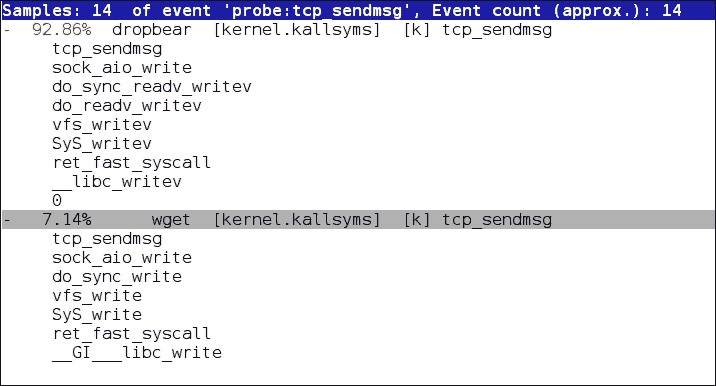 Samples: 14  of event 'probe:tcp_sendmsg', Event count (approx.): 14
-  92.86%  dropbear  [kernel.kallsyms]  [k] tcp_sendmsg
tcp_sendmsg
sock_aio_write
do_sync_readv_writev
do_readv_writev
vfs_writev
SyS_writev
ret_fast_syscall
__libc_writev
0
-   7.14%      wget  [kernel.kallsyms]  [k] tcp_sendmsg
tcp_sendmsg
sock_aio_write
do_sync_write
vfs_write
SyS_write
ret_fast_syscall
__GI___libc_write